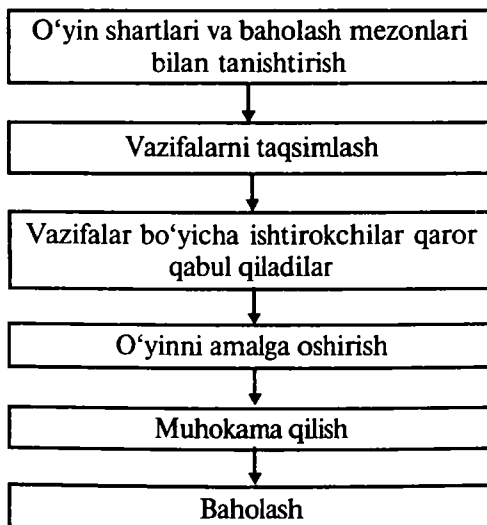 O‘yin shartlari va baholash mezonlari
bilan tanishtirish
Vazifalarni taqsimlash
Vazifalar bo‘yicha ishtirokchilar qaror
qabul qiladilar
O‘yinni amalga oshirish
Muhokama qilish
Baholash